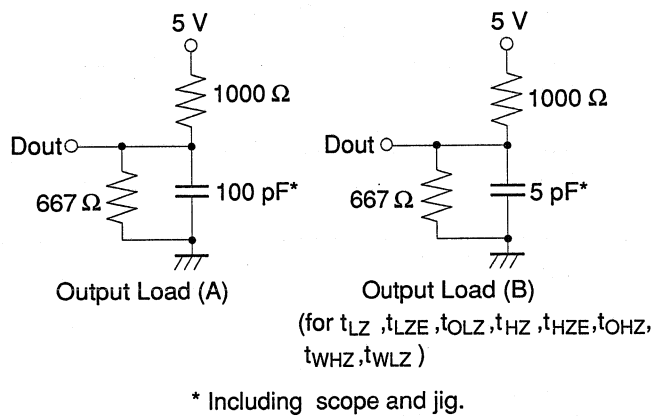 5 V
1000 Ω
Dout
667 Ω
100 pF*
Output Load (A)
5 V
1000 Ω
Dout
667 Ω
5 pF*
Output Load (B)
(for tLZ ,tLZE ,tOLZ ,tHZ ,tHZE,tOHZ,
tWHZ ,tWLZ )
* Including scope and jig.